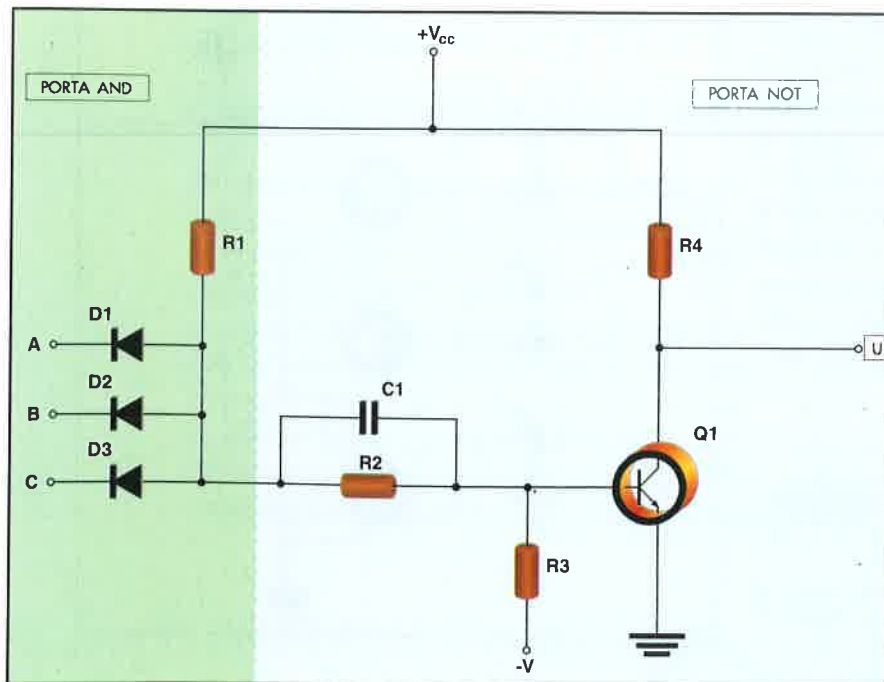 +Vcc
PORTA AND
PORTA NOT
R1
R4
D1
A
U
D2
C1
B
Q1
D3
R2
C
R3
-V